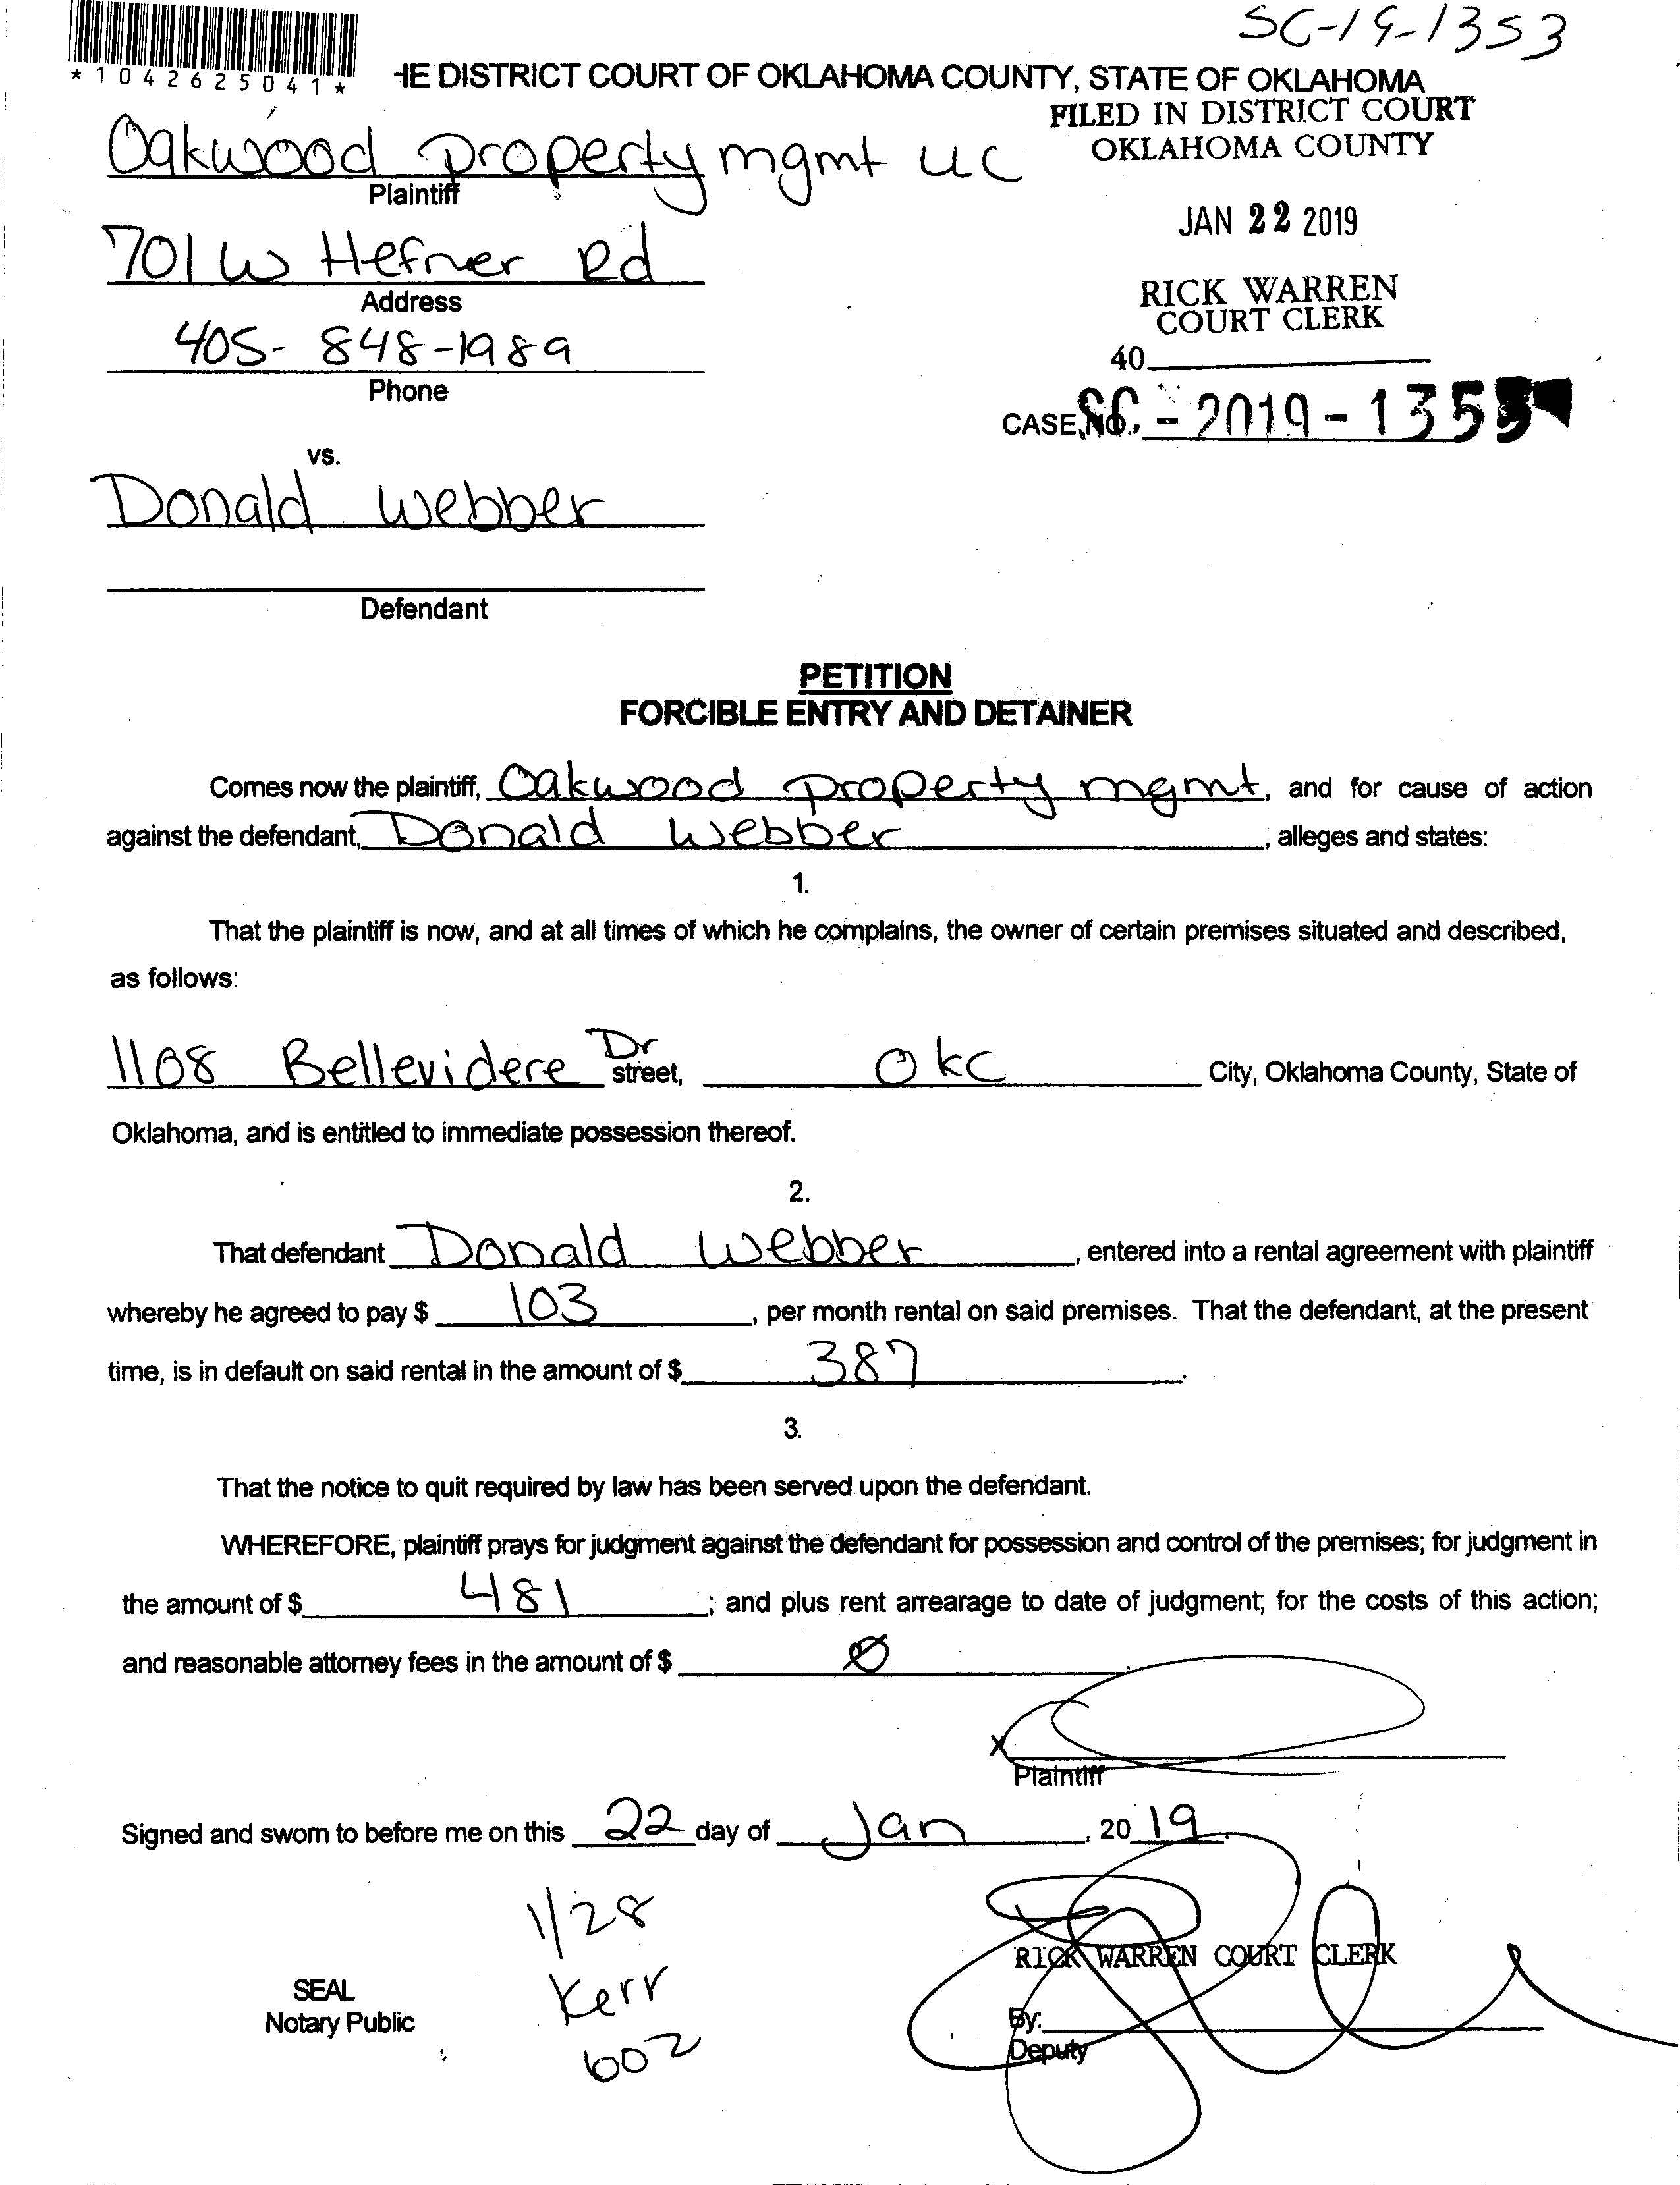 SC-19-1353
*1042625041*
HE DISTRICT COURT OF OKLAHOMA COUNTY, STATE OF OKLAHOMA
FILED IN DISTRICT COURT
OKLAHOMA COUNTY
Oakwood property mgmt LLC
Plaintiff
JAN 22 2019
701 W Hefner Rd
Address
RICK WARREN
COURT CLERK
405-848-1989
Phone
40
CASE NO. SC - 2019 - 1353
vs.
Donald Webber
Defendant
PETITION
FORCIBLE ENTRY AND DETAINER
Comes now the plaintiff, Oakwood property mgmt, and for cause of action
against the defendant, Donald Webber, alleges and states:
1.
That the plaintiff is now, and at all times of which he complains, the owner of certain premises situated and described,
as follows:
1108 Bellevidere Dr street, OKC City, Oklahoma County, State of
Oklahoma, and is entitled to immediate possession thereof.
2.
That defendant Donald Webber, entered into a rental agreement with plaintiff
whereby he agreed to pay $ 103, per month rental on said premises. That the defendant, at the present
time, is in default on said rental in the amount of $ 387.
3.
That the notice to quit required by law has been served upon the defendant.
WHEREFORE, plaintiff prays for judgment against the defendant for possession and control of the premises; for judgment in
the amount of $ 481; and plus rent arrearage to date of judgment; for the costs of this action;
and reasonable attorney fees in the amount of $ 0.
X
Plaintiff
Signed and sworn to before me on this 22 day of Jan, 2019.
1/28
RICK WARREN COURT CLERK
SEAL
Kerr
Notary Public
By:
602
Deputy